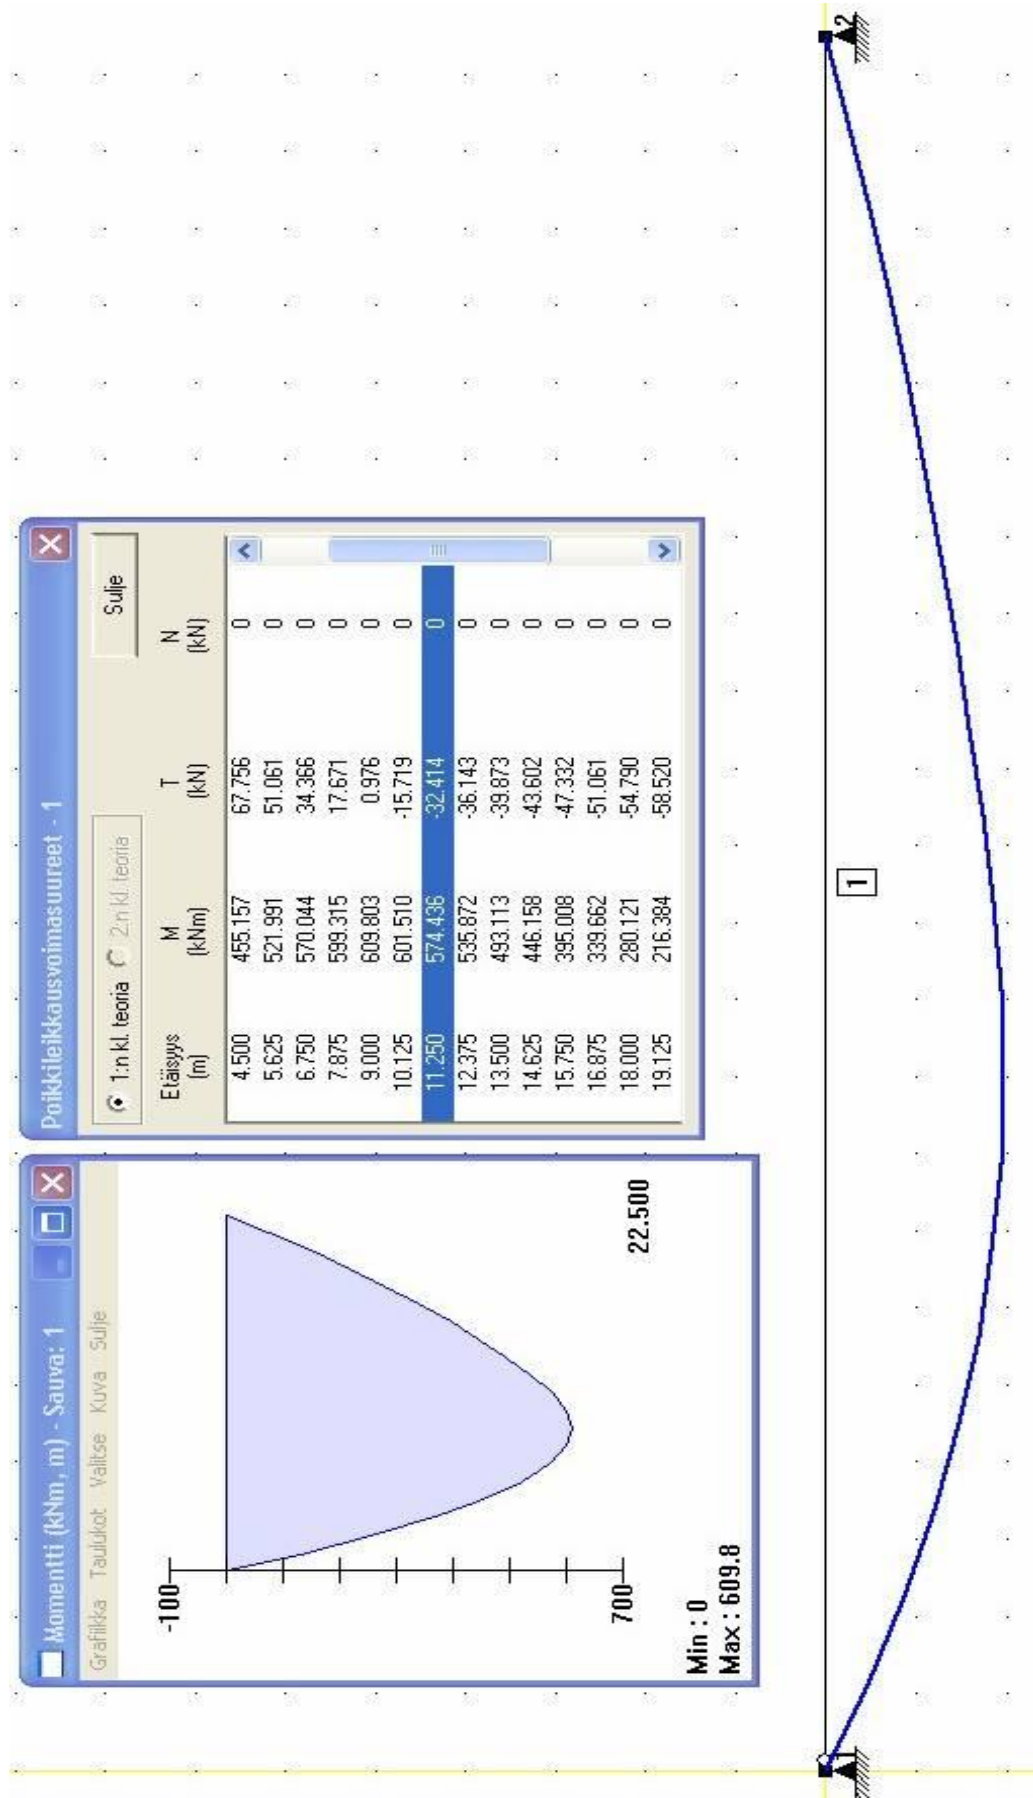 Momentti (kNm, m) - Sauva: 1
Grafiikka Taulukot Valitse Kuva Sulje
-100
700
22.500
Min : 0
Max : 609.8
Poikkileikkausvoimasuureet - 1
1:n kl. teoria 2:n kl. teoria
Sulje
Etäisyys M T N
(m) (kNm) (kN) (kN)
4.500 455.157 67.756 0
5.625 521.991 51.061 0
6.750 570.044 34.366 0
7.875 599.315 17.671 0
9.000 609.803 0.976 0
10.125 601.510 -15.719 0
11.250 574.436 -32.414 0
12.375 535.872 -36.143 0
13.500 493.113 -39.873 0
14.625 446.158 -43.602 0
15.750 395.008 -47.332 0
16.875 339.662 -51.061 0
18.000 280.121 -54.790 0
19.125 216.384 -58.520 0
1
1
2